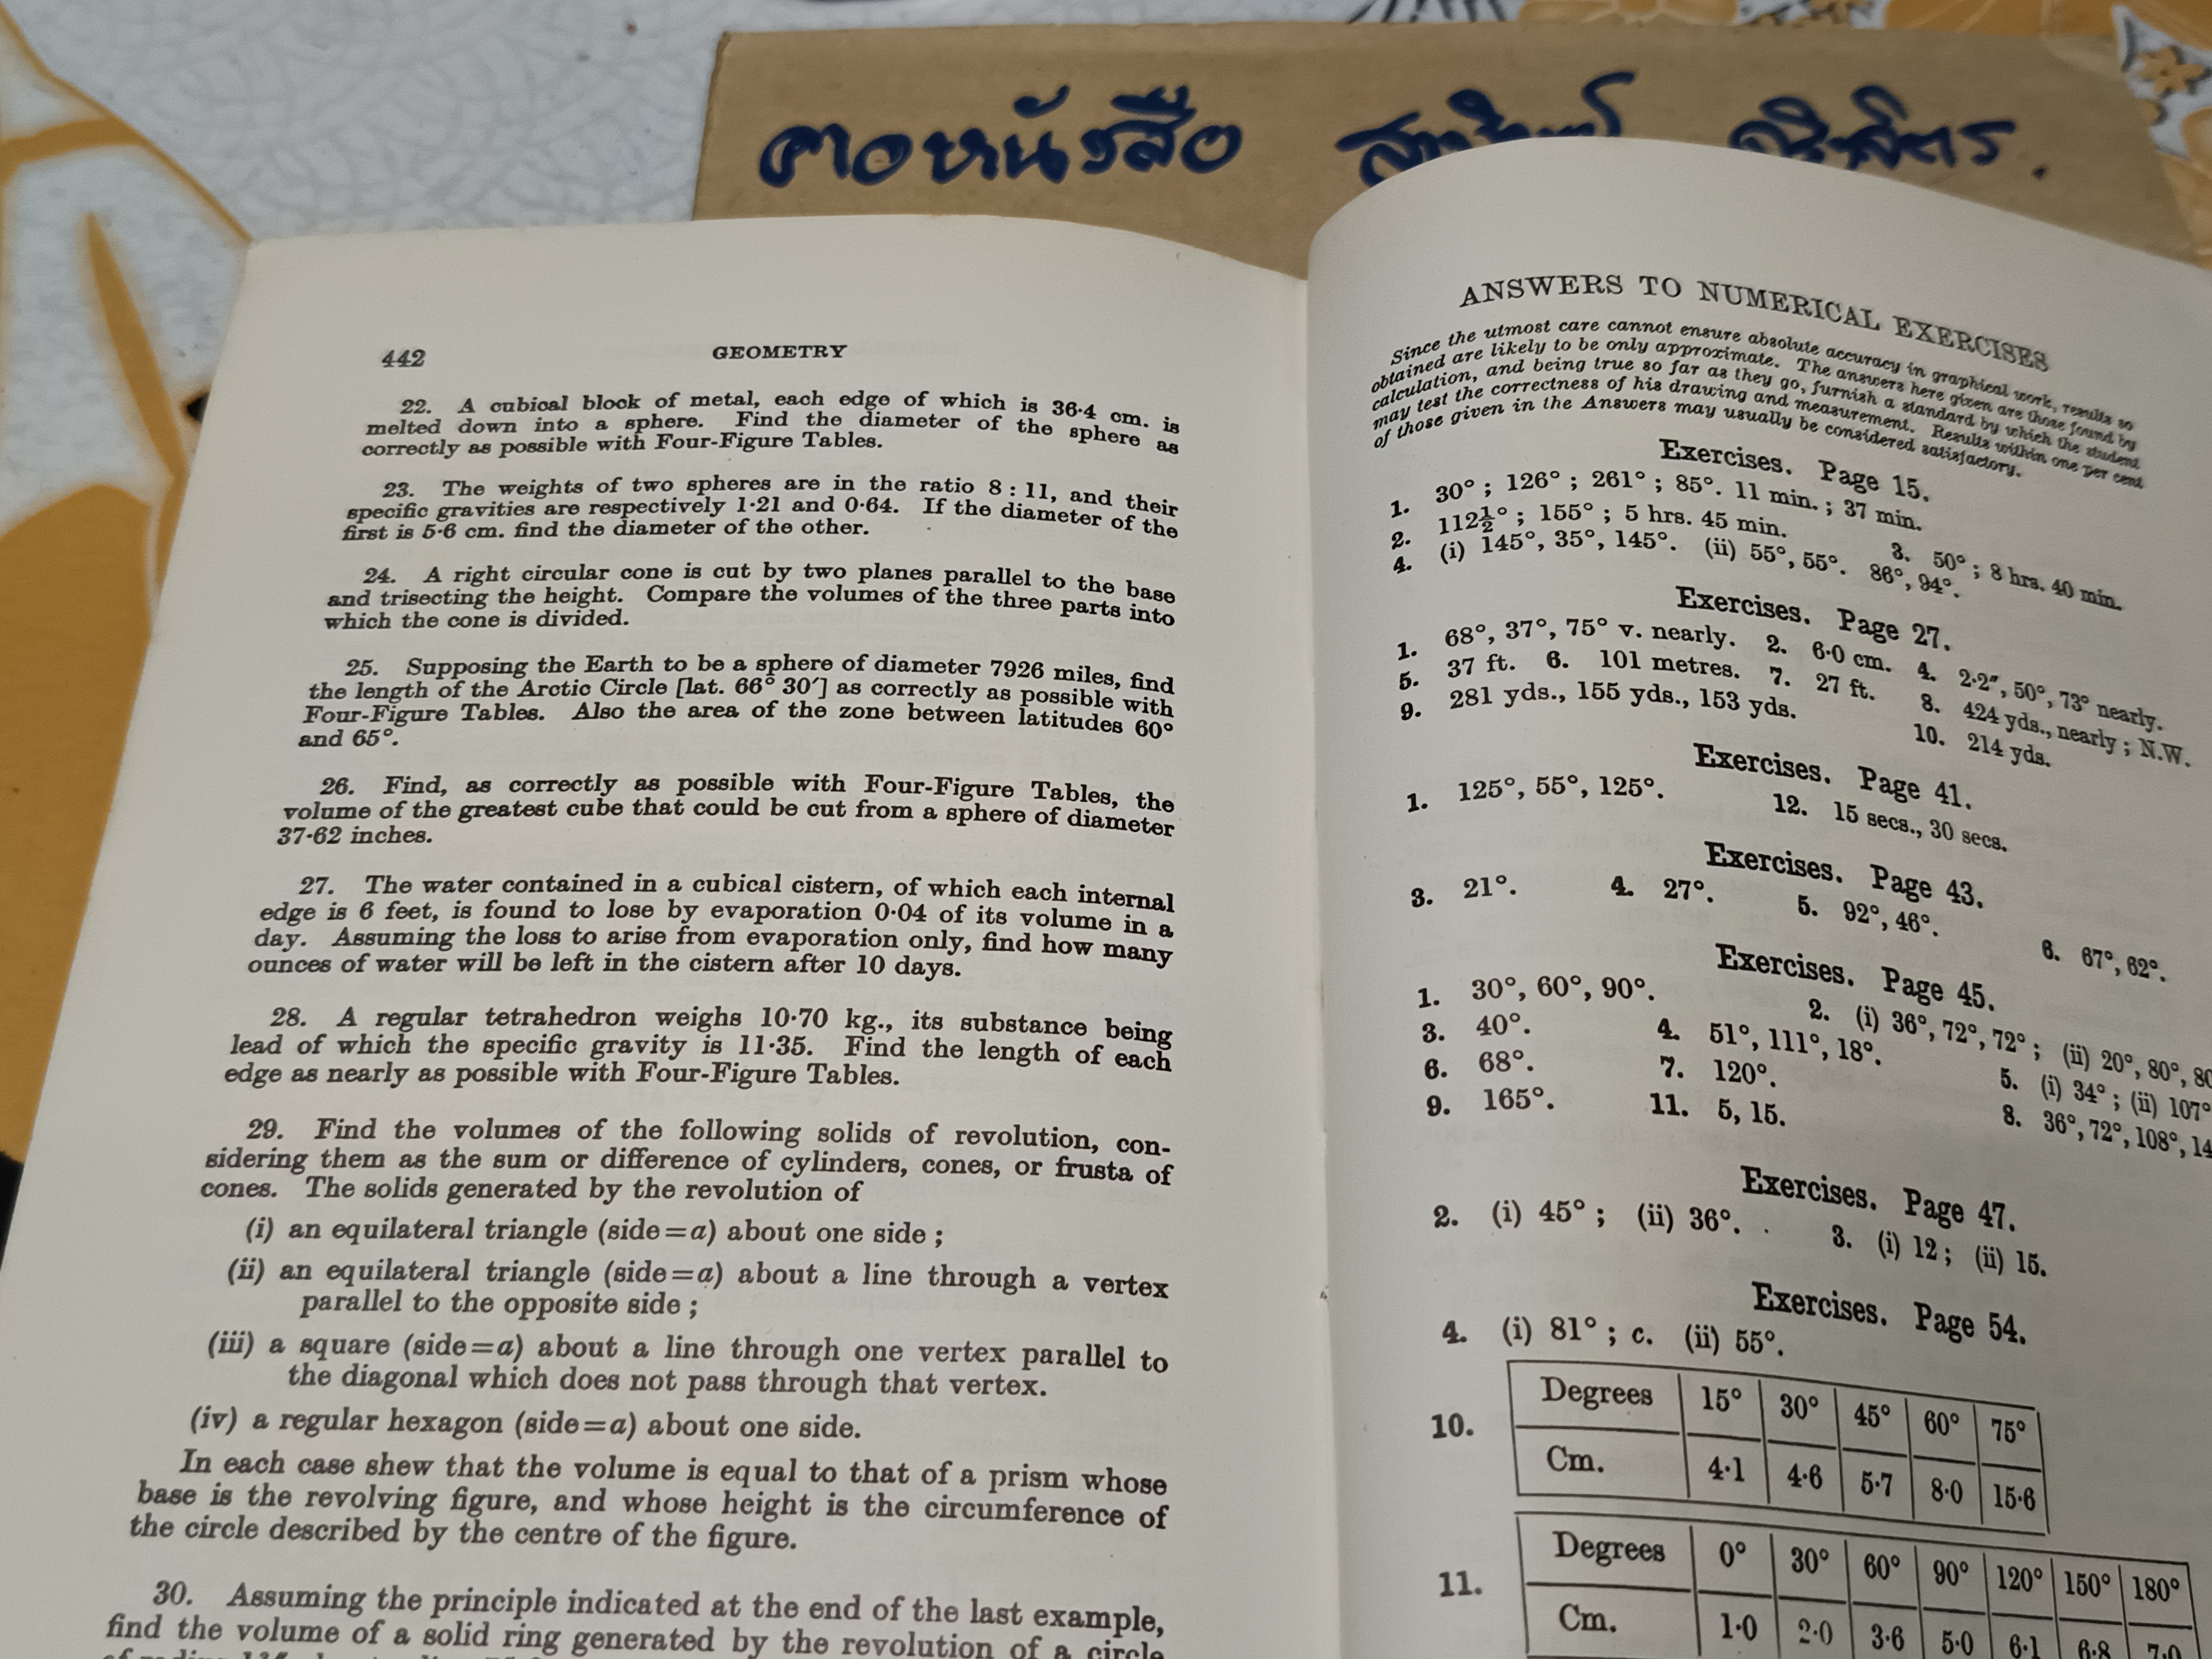 คอหนังสือ
442 GEOMETRY
22. A cubical block of metal, each edge of which is 36·4 cm. is
melted down into a sphere. Find the diameter of the sphere as
correctly as possible with Four-Figure Tables.
23. The weights of two spheres are in the ratio 8 : 11, and their
specific gravities are respectively 1·21 and 0·64. If the diameter of the
first is 5·6 cm. find the diameter of the other.
24. A right circular cone is cut by two planes parallel to the base
and trisecting the height. Compare the volumes of the three parts into
which the cone is divided.
25. Supposing the Earth to be a sphere of diameter 7926 miles, find
the length of the Arctic Circle [lat. 66° 30′] as correctly as possible with
Four-Figure Tables. Also the area of the zone between latitudes 60°
and 65°.
26. Find, as correctly as possible with Four-Figure Tables, the
volume of the greatest cube that could be cut from a sphere of diameter
37·62 inches.
27. The water contained in a cubical cistern, of which each internal
edge is 6 feet, is found to lose by evaporation 0·04 of its volume in a
day. Assuming the loss to arise from evaporation only, find how many
ounces of water will be left in the cistern after 10 days.
28. A regular tetrahedron weighs 10·70 kg., its substance being
lead of which the specific gravity is 11·35. Find the length of each
edge as nearly as possible with Four-Figure Tables.
29. Find the volumes of the following solids of revolution, con-
sidering them as the sum or difference of cylinders, cones, or frusta of
cones. The solids generated by the revolution of
(i) an equilateral triangle (side=a) about one side ;
(ii) an equilateral triangle (side=a) about a line through a vertex
parallel to the opposite side ;
(iii) a square (side=a) about a line through one vertex parallel to
the diagonal which does not pass through that vertex.
(iv) a regular hexagon (side=a) about one side.
In each case shew that the volume is equal to that of a prism whose
base is the revolving figure, and whose height is the circumference of
the circle described by the centre of the figure.
30. Assuming the principle indicated at the end of the last example,
find the volume of a solid ring generated by the revolution of a circle
ANSWERS TO NUMERICAL EXERCISES
Since the utmost care cannot ensure absolute accuracy in graphical work, results so
obtained are likely to be only approximate. The answers here given are those found by
calculation, and being true so far as they go, furnish a standard by which the student
may test the correctness of his drawing and measurement. Results within one per cent
of those given in the Answers may usually be considered satisfactory.
Exercises. Page 15.
1. 30° ; 126° ; 261° ; 85°. 11 min. ; 37 min.
2. 112½° ; 155° ; 5 hrs. 45 min. 3. 50° ; 8 hrs. 40 min.
4. (i) 145°, 35°, 145°. (ii) 55°, 55°. 86°, 94°.
Exercises. Page 27.
1. 68°, 37°, 75° v. nearly. 2. 6·0 cm. 4. 2·2″, 50°, 73° nearly.
5. 37 ft. 6. 101 metres. 7. 27 ft. 8. 424 yds., nearly ; N.W.
9. 281 yds., 155 yds., 153 yds. 10. 214 yds.
Exercises. Page 41.
1. 125°, 55°, 125°. 12. 15 secs., 30 secs.
Exercises. Page 43.
3. 21°. 4. 27°. 5. 92°, 46°. 6. 67°, 62°.
Exercises. Page 45.
1. 30°, 60°, 90°. 2. (i) 36°, 72°, 72° ; (ii) 20°, 80°, 80
3. 40°. 4. 51°, 111°, 18°. 5. (i) 34° ; (ii) 107°
6. 68°. 7. 120°. 8. 36°, 72°, 108°, 14
9. 165°. 11. 5, 15.
Exercises. Page 47.
2. (i) 45° ; (ii) 36°. 3. (i) 12 ; (ii) 15.
Exercises. Page 54.
4. (i) 81° ; c. (ii) 55°.
10. Degrees 15° 30° 45° 60° 75°
Cm. 4·1 4·6 5·7 8·0 15·6
11. Degrees 0° 30° 60° 90° 120° 150° 180°
Cm. 1·0 2·0 3·6 5·0 6·1 6·8 7·0